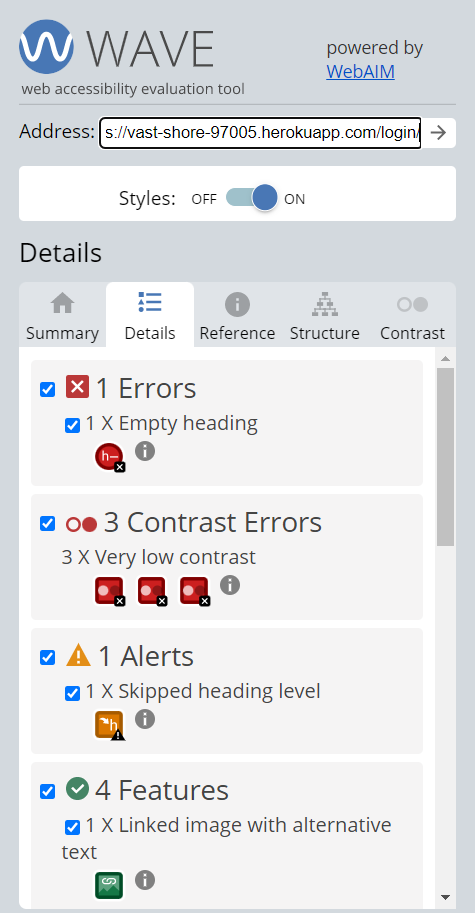 WAVE
powered by
WebAIM
web accessibility evaluation tool
Address: s://vast-shore-97005.herokuapp.com/login/
Styles: OFF ON
Details
Summary Details Reference Structure Contrast
1 Errors
1 X Empty heading
h
3 Contrast Errors
3 X Very low contrast
1 Alerts
1 X Skipped heading level
h
4 Features
1 X Linked image with alternative
text